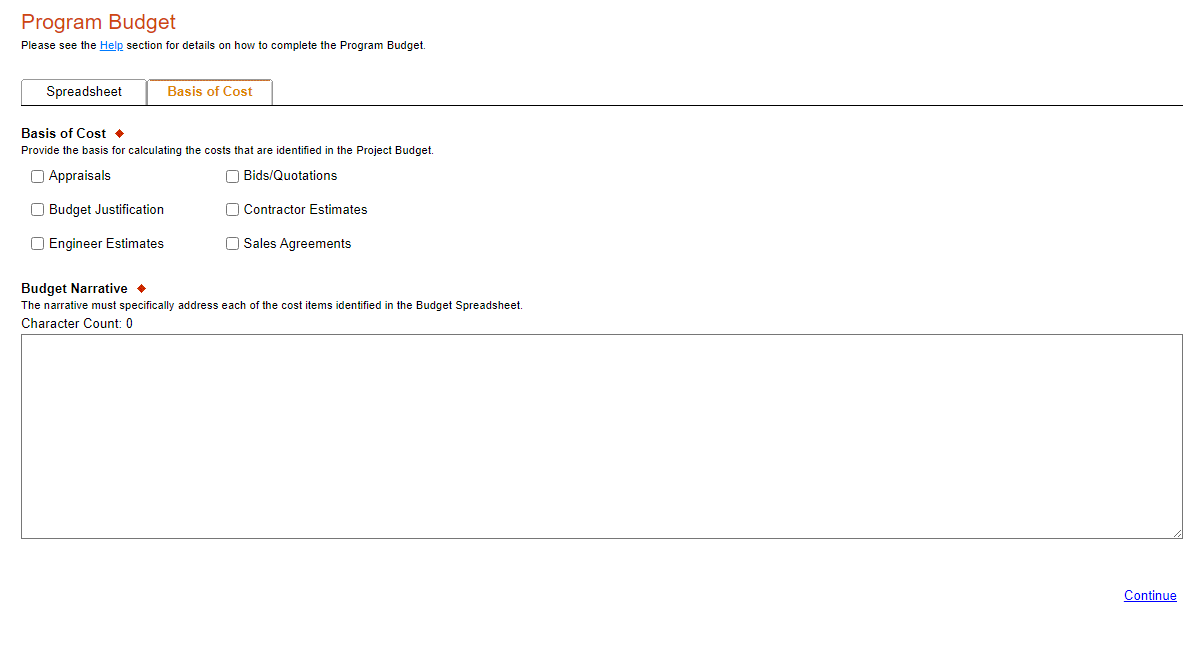 Program Budget
Please see the Help section for details on how to complete the Program Budget.
Spreadsheet Basis of Cost
Basis of Cost
Provide the basis for calculating the costs that are identified in the Project Budget.
Appraisals Bids/Quotations
Budget Justification Contractor Estimates
Engineer Estimates Sales Agreements
Budget Narrative
The narrative must specifically address each of the cost items identified in the Budget Spreadsheet.
Character Count: 0
Continue